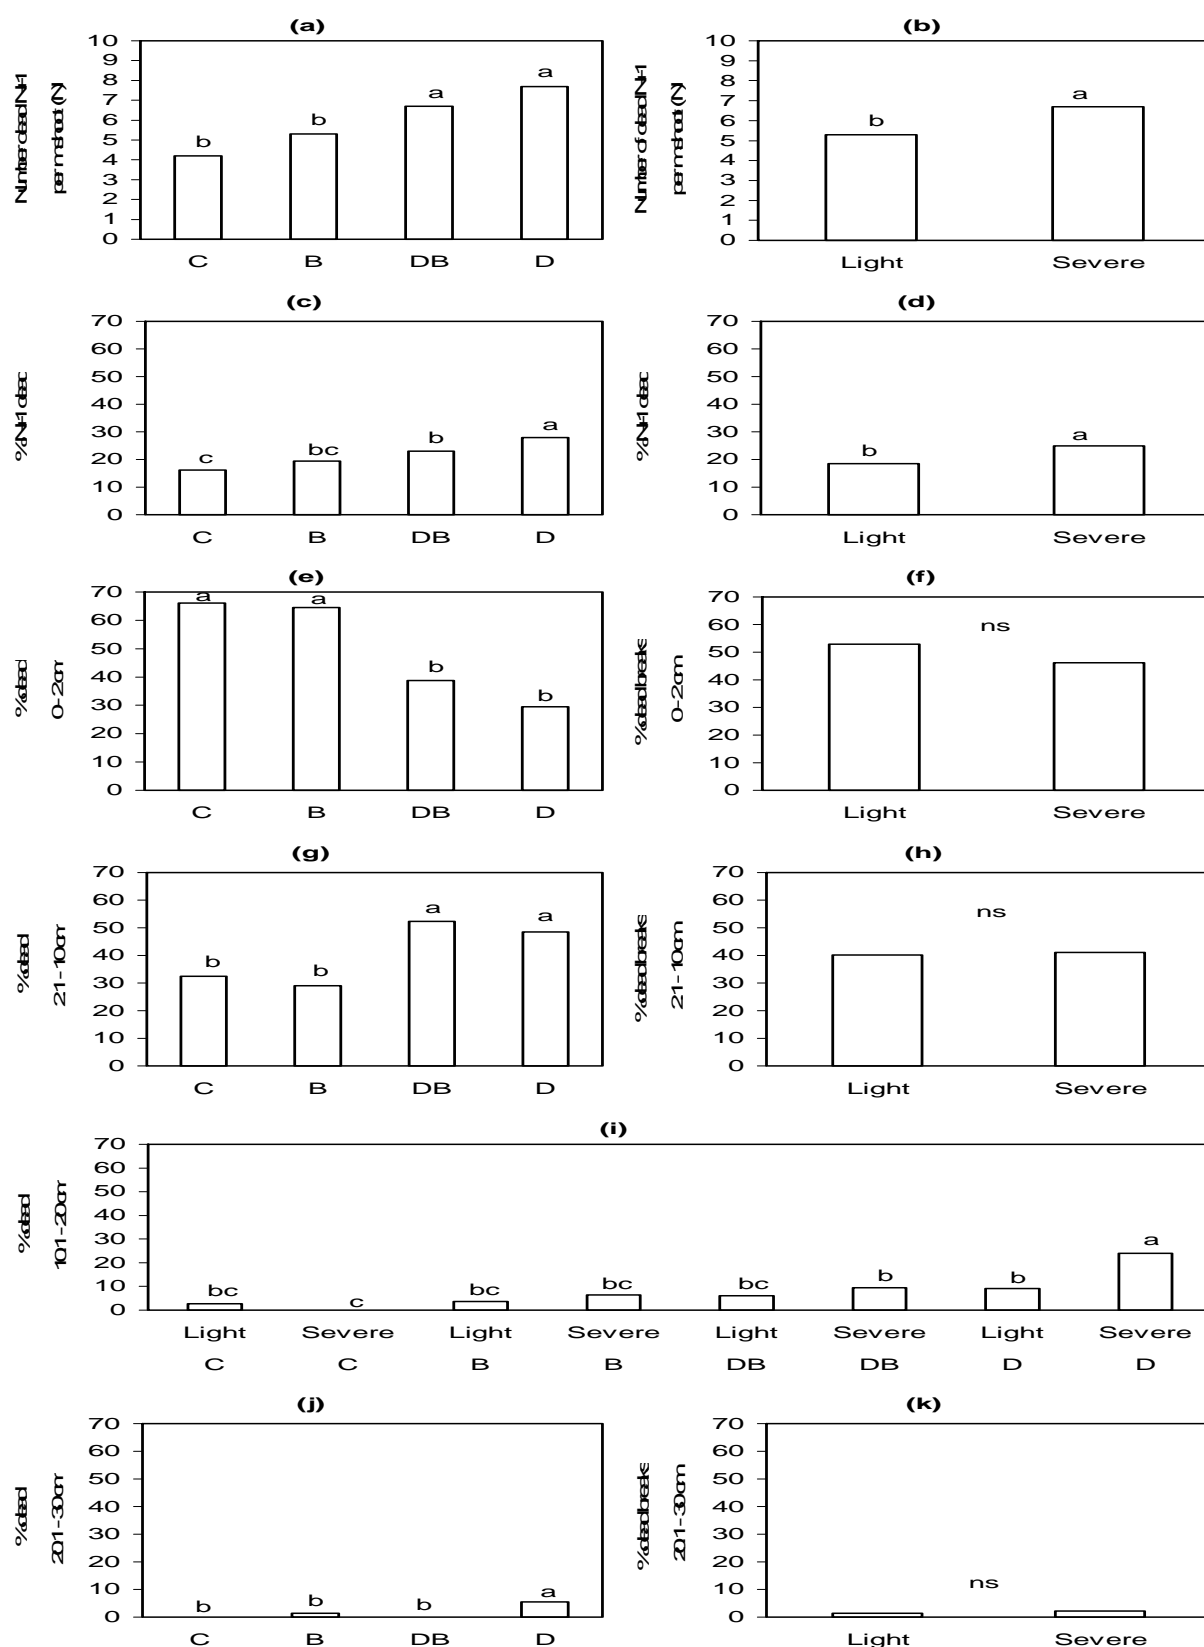 (a)
10
9
8
7
6
5
4
3
2
1
0
b
b
a
a
C
B
DB
D
(b)
10
9
8
7
6
5
4
3
2
1
0
b
a
Light
Severe
(c)
70
60
50
40
30
20
10
0
c
bc
b
a
C
B
DB
D
(d)
70
60
50
40
30
20
10
0
b
a
Light
Severe
(e)
70
60
50
40
30
20
10
0
a
a
b
b
C
B
DB
D
(f)
70
60
50
40
30
20
10
0
ns
Light
Severe
(g)
70
60
50
40
30
20
10
0
b
b
a
a
C
B
DB
D
(h)
70
60
50
40
30
20
10
0
ns
Light
Severe
(i)
70
60
50
40
30
20
10
0
bc
c
bc
bc
bc
b
b
a
Light Severe Light Severe Light Severe Light Severe
C C B B DB DB D D
(j)
70
60
50
40
30
20
10
0
b
b
b
a
C
B
DB
D
(k)
70
60
50
40
30
20
10
0
ns
Light
Severe